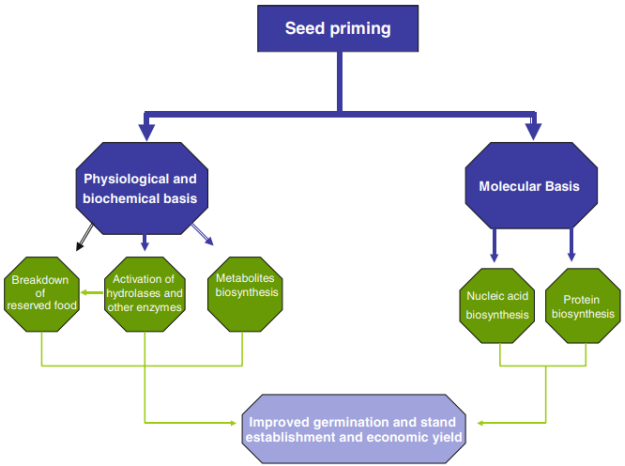 Seed priming
Physiological and
biochemical basis
Molecular Basis
Breakdown
of
reserved food
Activation of
hydrolases and
other enzymes
Metabolites
biosynthesis
Nucleic acid
biosynthesis
Protein
biosynthesis
Improved germination and stand
establishment and economic yield